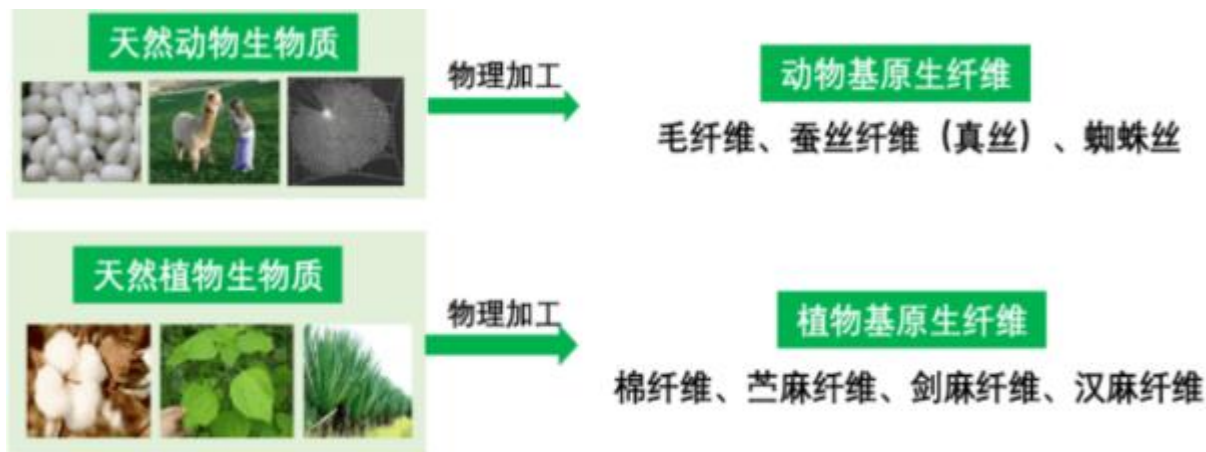 天然动物生物质
物理加工
动物基原生纤维
毛纤维、蚕丝纤维（真丝）、蜘蛛丝
天然植物生物质
物理加工
植物基原生纤维
棉纤维、苎麻纤维、剑麻纤维、汉麻纤维